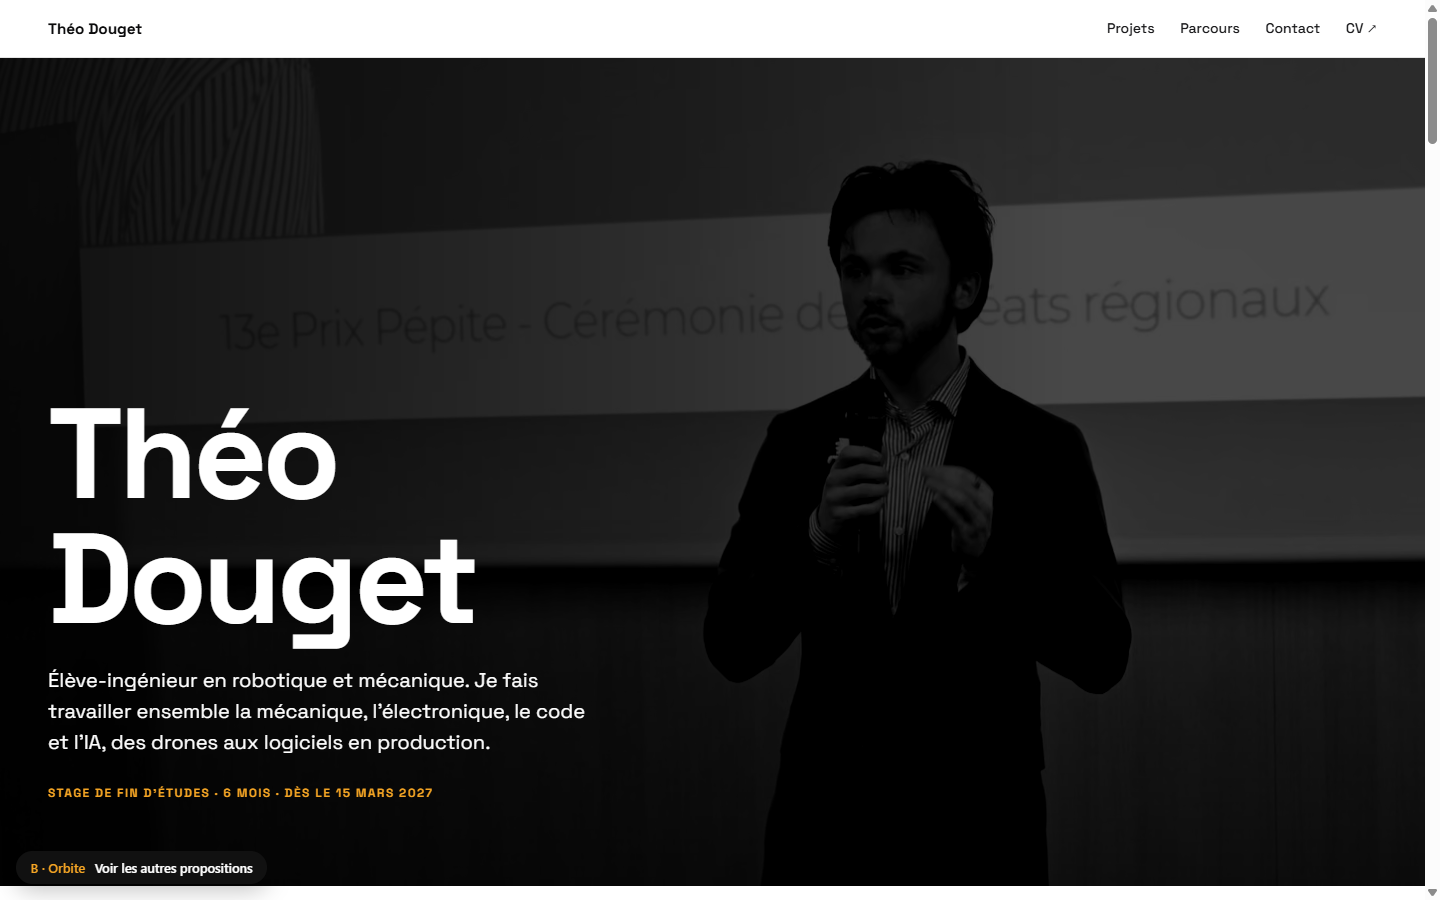 Théo Douget
Projets Parcours Contact CV ↗
13e Prix Pépite - Cérémonie de éats régionaux
Théo
Douget
Élève-ingénieur en robotique et mécanique. Je fais
travailler ensemble la mécanique, l’électronique, le code
et l’IA, des drones aux logiciels en production.
STAGE DE FIN D’ÉTUDES · 6 MOIS · DÈS LE 15 MARS 2027
B · Orbite Voir les autres propositions